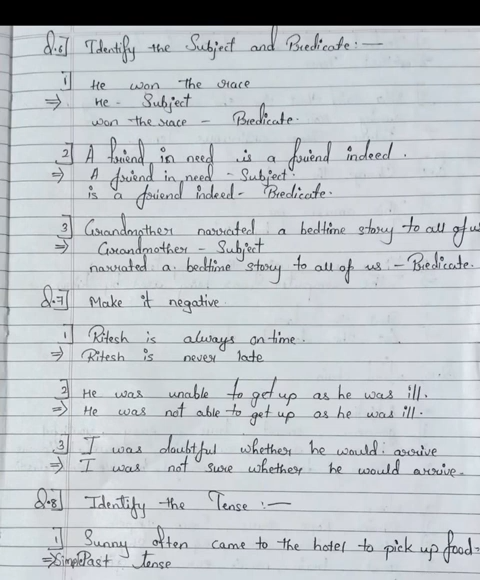 Q.6] Identify the Subject and Predicate:—
1] He won the race
⇒ He - Subject
won the race - Predicate.
2] A friend in need is a friend indeed.
⇒ A friend in need - Subject.
is a friend indeed - Predicate.
3] Grandmother narrated a bedtime story to all of us
⇒ Grandmother - Subject
narrated a bedtime story to all of us - Predicate.
Q.7] Make it negative.
1] Ritesh is always on time.
⇒ Ritesh is never late
2] He was unable to get up as he was ill.
⇒ He was not able to get up as he was ill.
3] I was doubtful whether he would arrive
⇒ I was not sure whether he would arrive.
Q.8] Identify the Tense :—
1] Sunny often came to the hotel to pick up food.
⇒ Simple Past tense